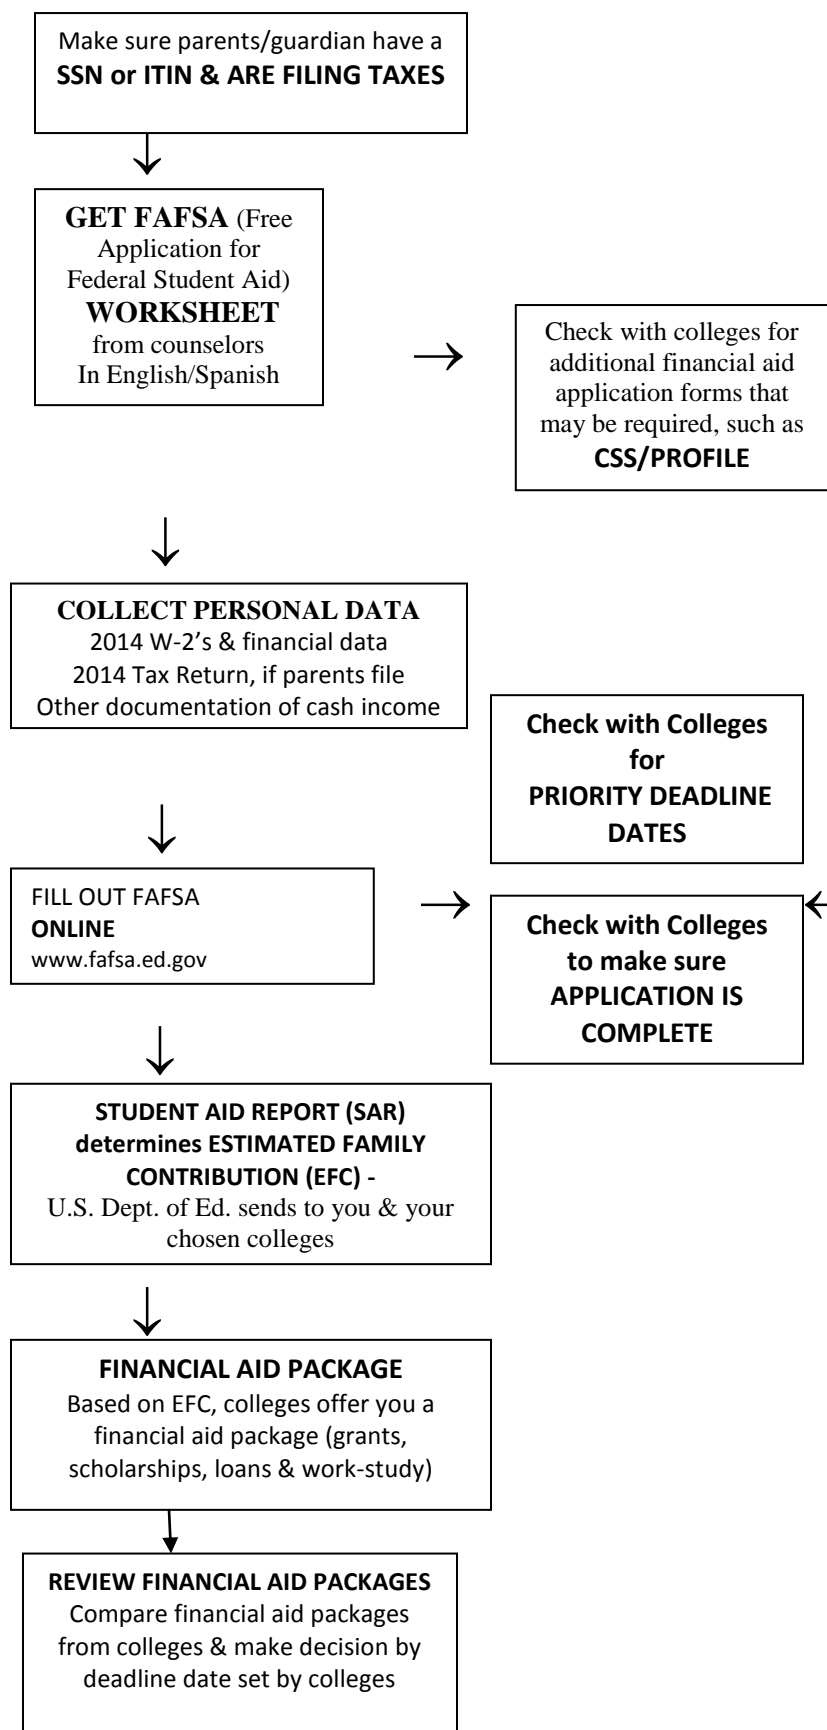 Make sure parents/guardian have a
SSN or ITIN & ARE FILING TAXES
GET FAFSA (Free
Application for
Federal Student Aid)
WORKSHEET
from counselors
In English/Spanish
Check with colleges for
additional financial aid
application forms that
may be required, such as
CSS/PROFILE
COLLECT PERSONAL DATA
2014 W-2’s & financial data
2014 Tax Return, if parents file
Other documentation of cash income
Check with Colleges
for
PRIORITY DEADLINE
DATES
FILL OUT FAFSA
ONLINE
www.fafsa.ed.gov
Check with Colleges
to make sure
APPLICATION IS
COMPLETE
STUDENT AID REPORT (SAR)
determines ESTIMATED FAMILY
CONTRIBUTION (EFC) -
U.S. Dept. of Ed. sends to you & your
chosen colleges
FINANCIAL AID PACKAGE
Based on EFC, colleges offer you a
financial aid package (grants,
scholarships, loans & work-study)
REVIEW FINANCIAL AID PACKAGES
Compare financial aid packages
from colleges & make decision by
deadline date set by colleges